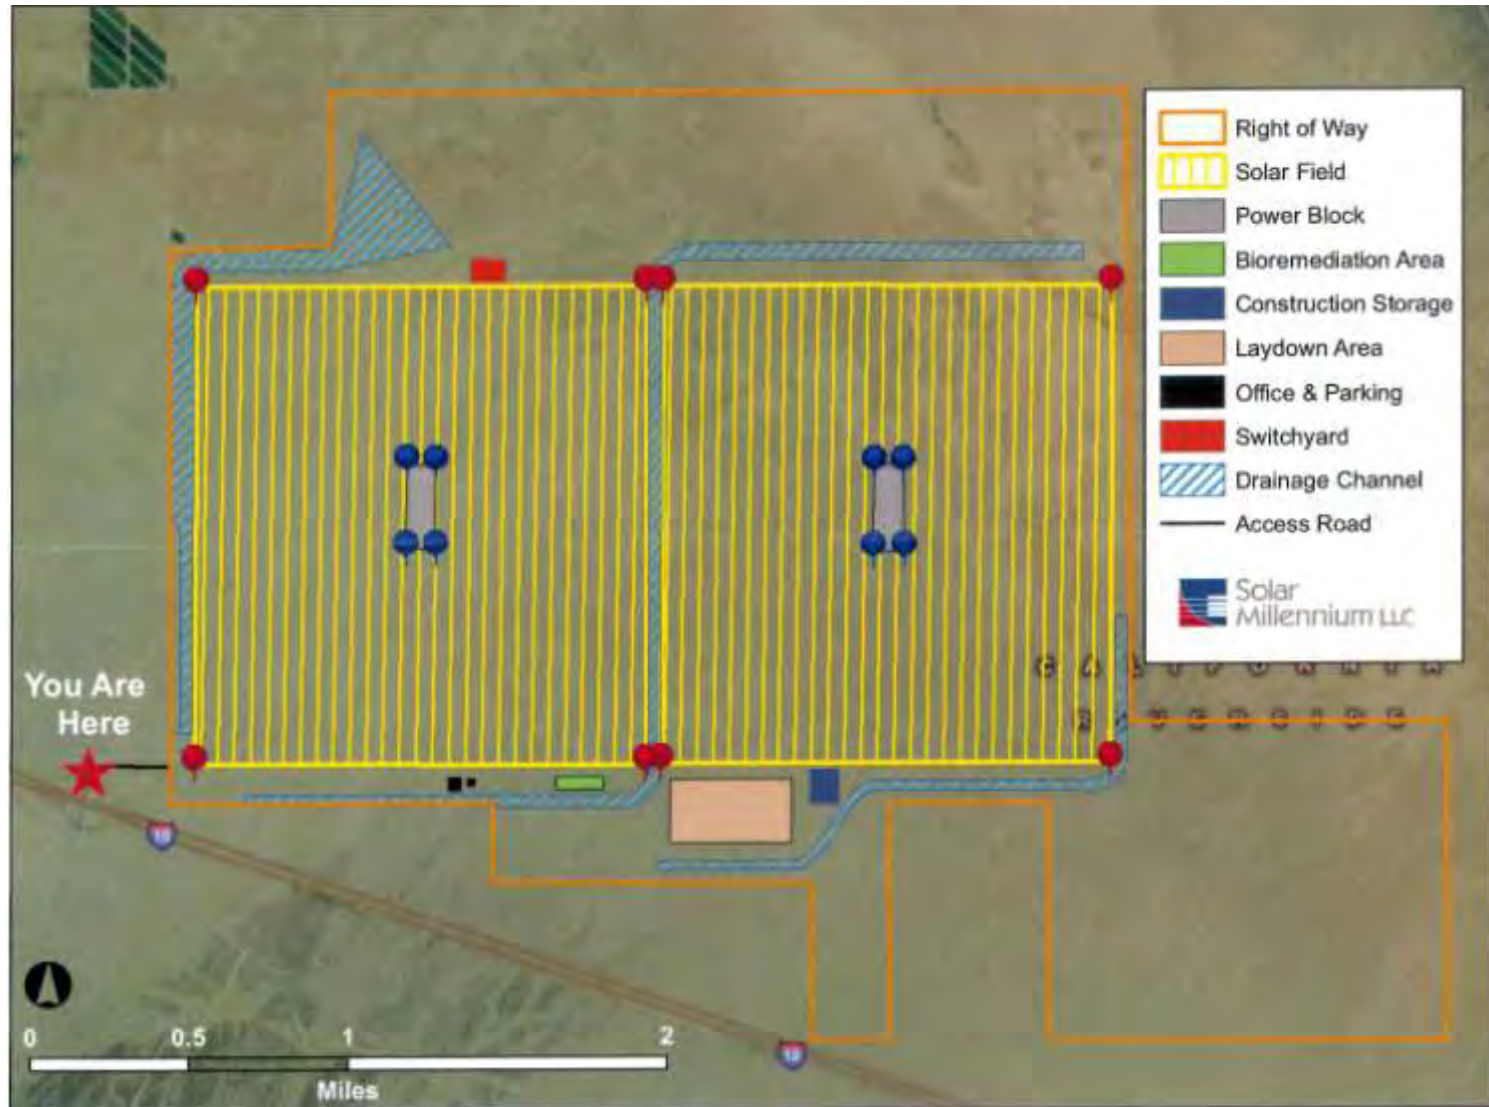 Right of Way
Solar Field
Power Block
Bioremediation Area
Construction Storage
Laydown Area
Office & Parking
Switchyard
Drainage Channel
Access Road
Solar
Millennium LLC
You Are
Here
0 0.5 1 2
Miles